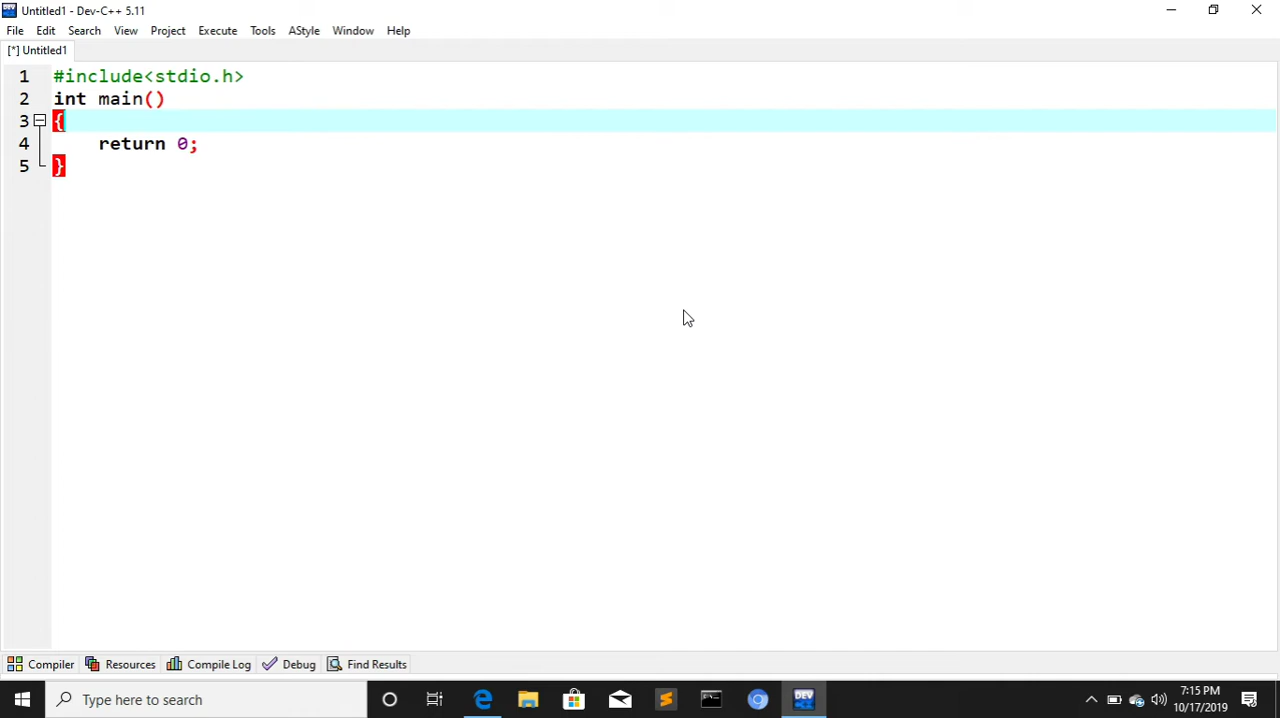 Untitled1 - Dev-C++ 5.11
File Edit Search View Project Execute Tools AStyle Window Help
[*] Untitled1
1 #include<stdio.h>
2 int main()
3 {
4 return 0;
5 }
Compiler Resources Compile Log Debug Find Results
Type here to search
DEV
7:15 PM
10/17/2019